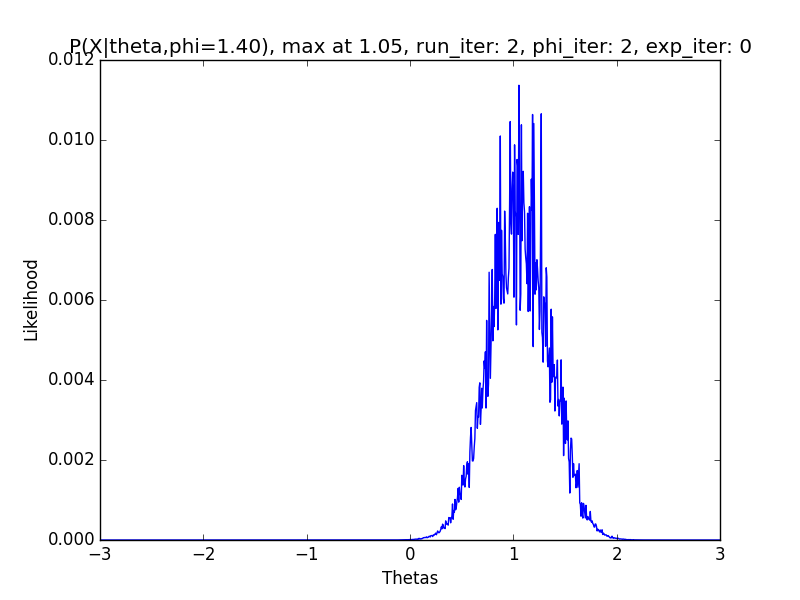 P(X|theta,phi=1.40), max at 1.05, run_iter: 2, phi_iter: 2, exp_iter: 0
0.012
0.010
0.008
0.006
0.004
0.002
0.000
Likelihood
−3 −2 −1 0 1 2 3
Thetas